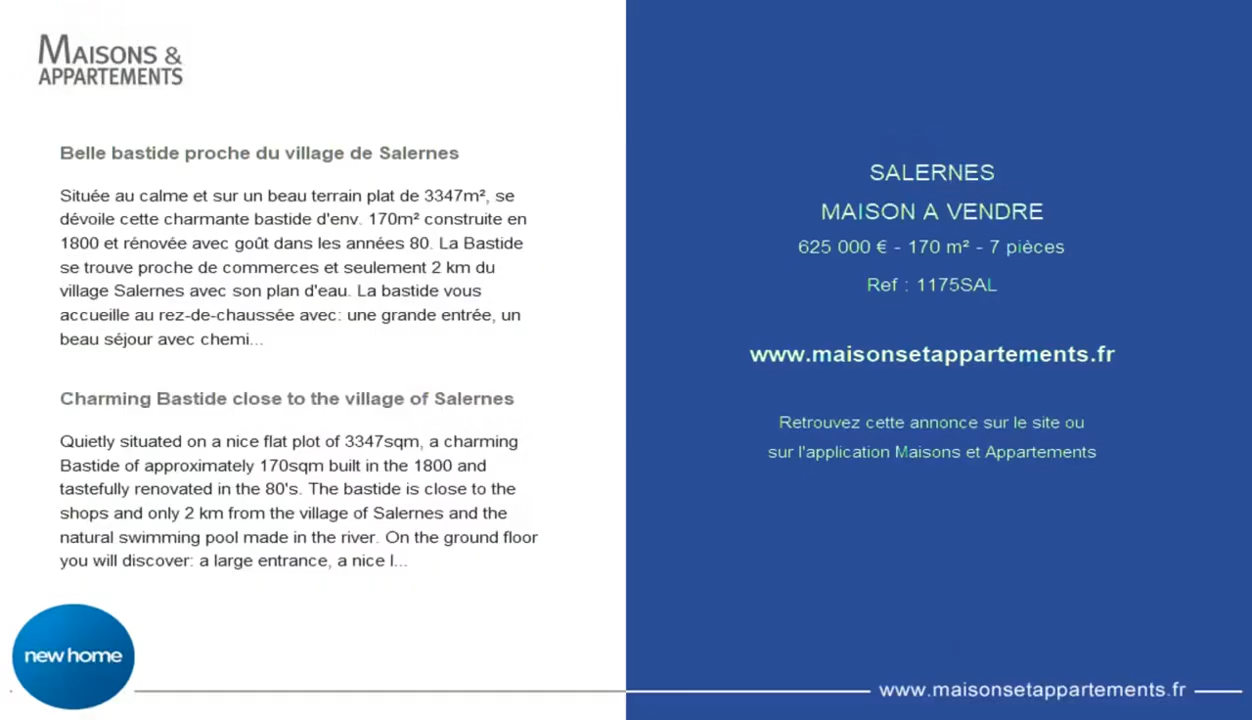 MAISONS &
APPARTEMENTS
Belle bastide proche du village de Salernes
Située au calme et sur un beau terrain plat de 3347m², se
dévoile cette charmante bastide d'env. 170m² construite en
1800 et rénovée avec goût dans les années 80. La Bastide
se trouve proche de commerces et seulement 2 km du
village Salernes avec son plan d'eau. La bastide vous
accueille au rez-de-chaussée avec: une grande entrée, un
beau séjour avec chemi...
Charming Bastide close to the village of Salernes
Quietly situated on a nice flat plot of 3347sqm, a charming
Bastide of approximately 170sqm built in the 1800 and
tastefully renovated in the 80's. The bastide is close to the
shops and only 2 km from the village of Salernes and the
natural swimming pool made in the river. On the ground floor
you will discover: a large entrance, a nice l...
new home
SALERNES
MAISON A VENDRE
625 000 € - 170 m² - 7 pièces
Ref : 1175SAL
www.maisonsetappartements.fr
Retrouvez cette annonce sur le site ou
sur l'application Maisons et Appartements
www.maisonsetappartements.fr